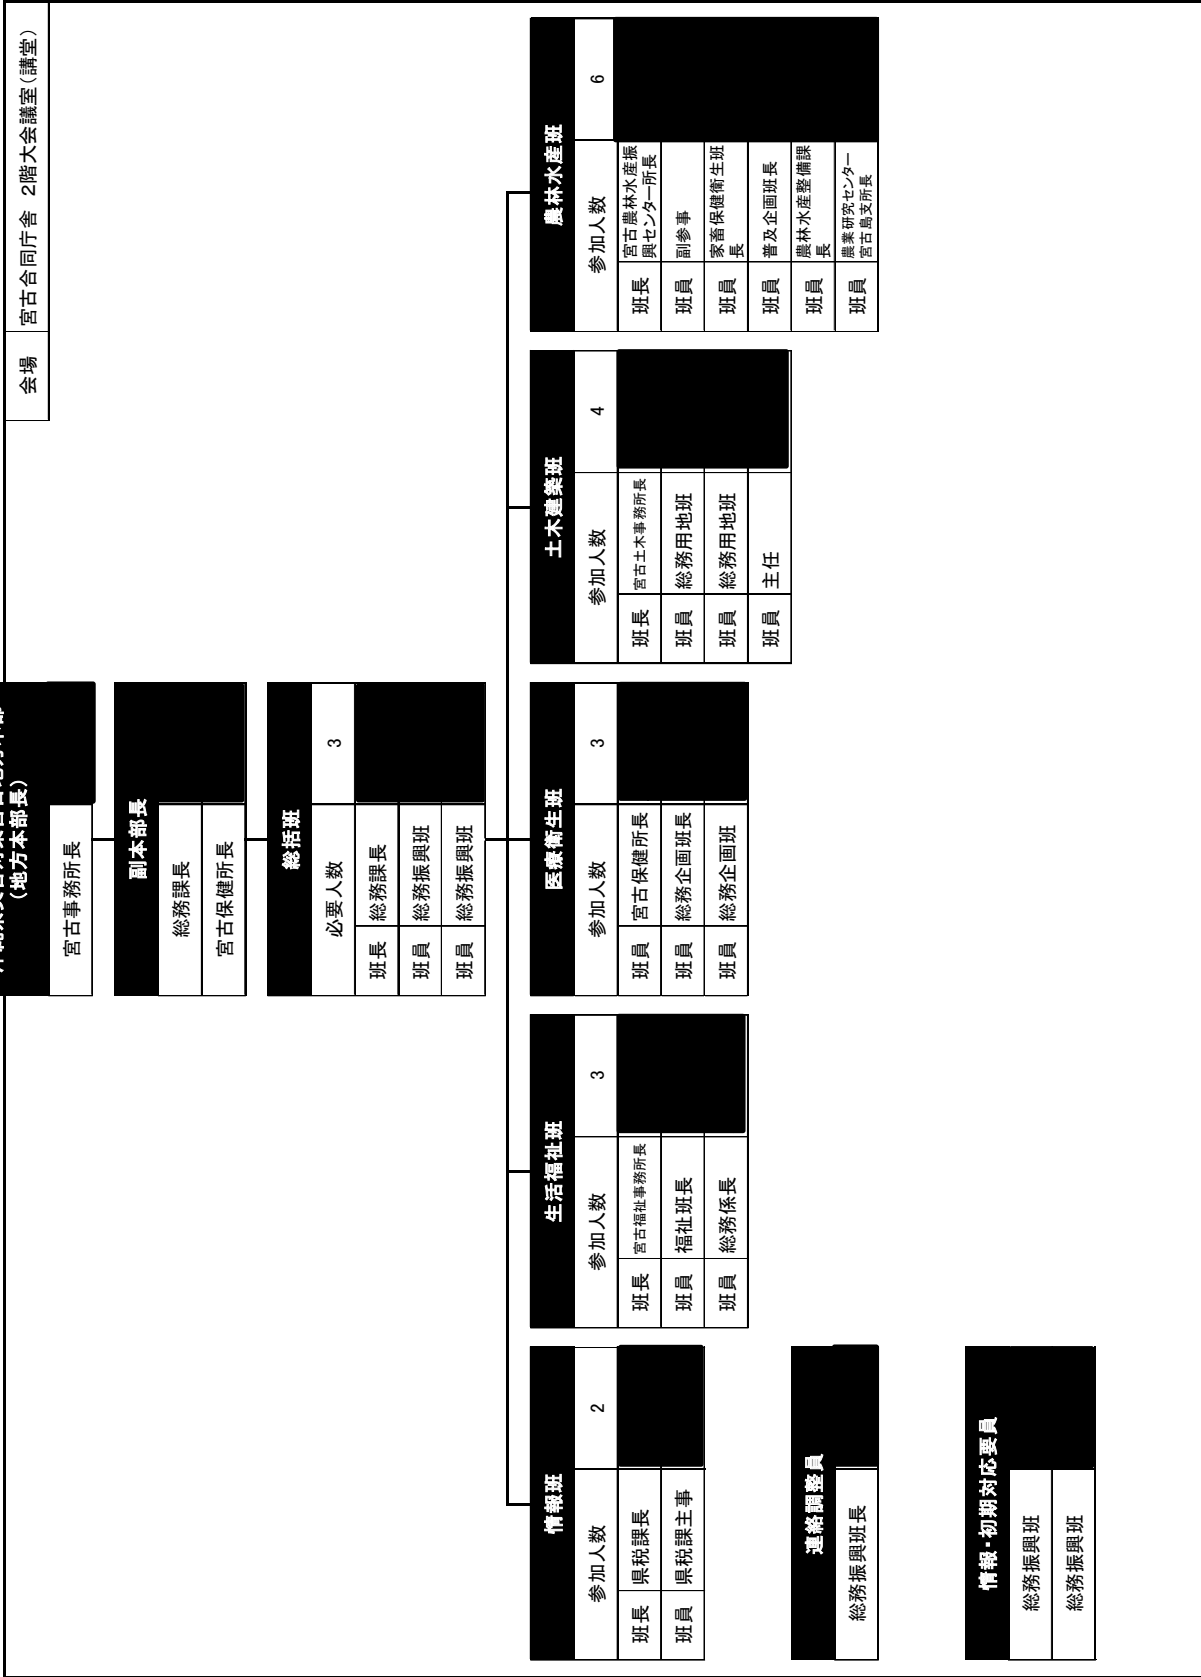 会場 宮古合同庁舎 2階大会議室(講堂)
(地方本部長)
宮古事務所長
副本部長
総務課長
宮古保健所長
総括班
必要人数 3
班長 総務課長
班員 総務振興班
班員 総務振興班
情報班
参加人数 2
班長 県税課長
班員 県税課主事
生活福祉班
参加人数 3
班長 宮古福祉事務所長
班員 福祉班長
班員 総務係長
医療衛生班
参加人数 3
班員 宮古保健所長
班員 総務企画班長
班員 総務企画班
土木建築班
参加人数 4
班長 宮古土木事務所長
班員 総務用地班
班員 総務用地班
班員 主任
農林水産班
参加人数 6
班長 宮古農林水産振
興センター所長
班員 副参事
班員 家畜保健衛生班
長
班員 普及企画班長
班員 農林水産整備課
長
班員 農業研究センター
宮古島支所長
連絡調整員
総務振興班長
情報・初期対応要員
総務振興班
総務振興班